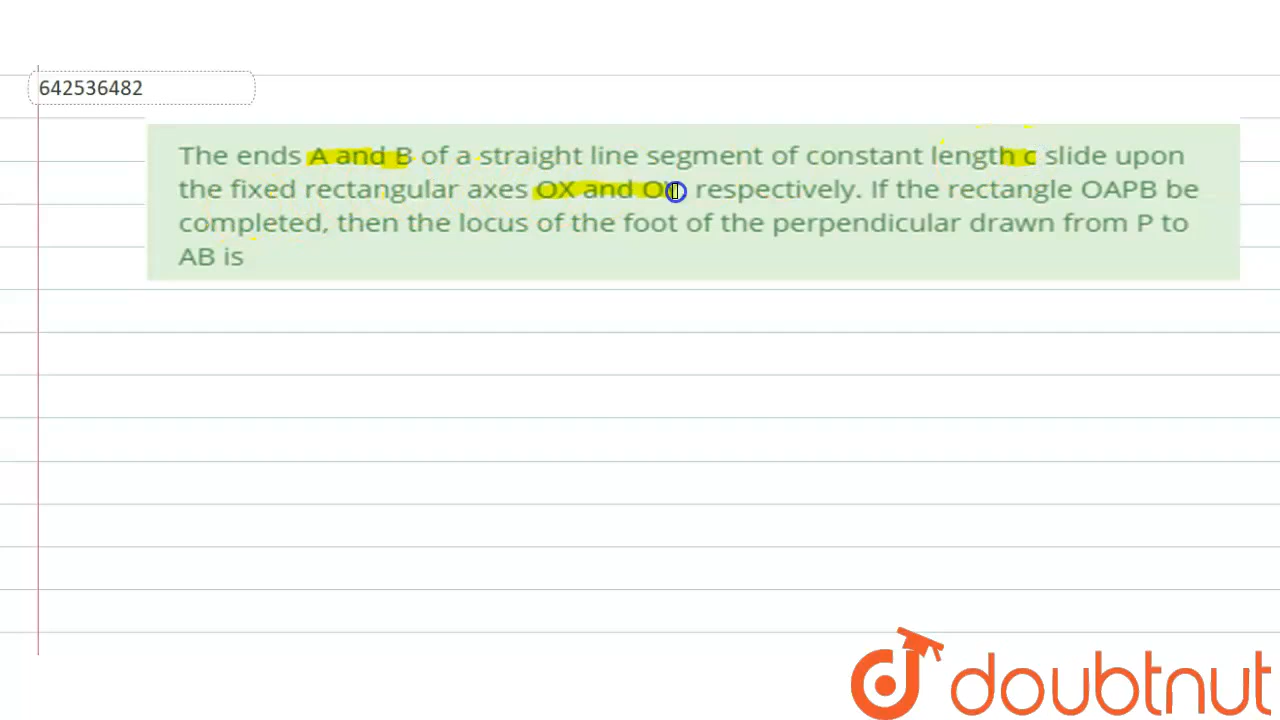 642536482
The ends A and B of a straight line segment of constant length c slide upon
the fixed rectangular axes OX and respectively. If the rectangle OAPB be
completed, then the locus of the foot of the perpendicular drawn from P to
AB is
doubtnut